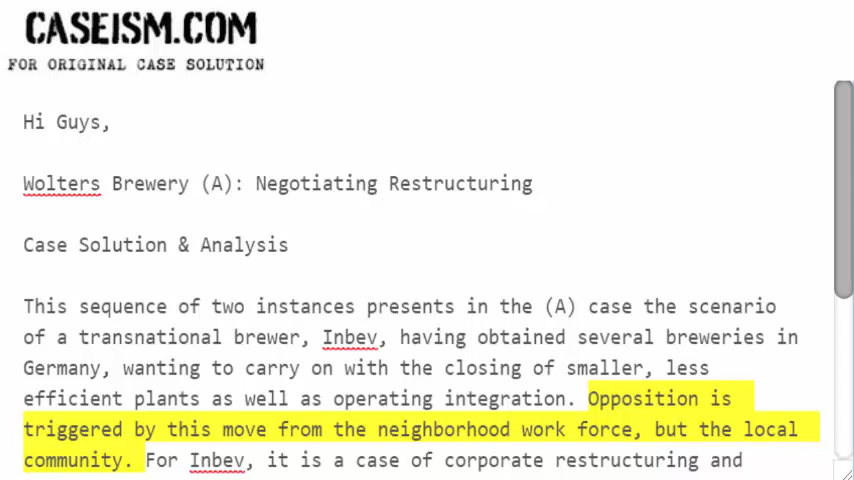 CASEISM.COM
FOR ORIGINAL CASE SOLUTION
Hi Guys,
Wolters Brewery (A): Negotiating Restructuring
Case Solution & Analysis
This sequence of two instances presents in the (A) case the scenario
of a transnational brewer, Inbev, having obtained several breweries in
Germany, wanting to carry on with the closing of smaller, less
efficient plants as well as operating integration. Opposition is
triggered by this move from the neighborhood work force, but the local
community. For Inbev, it is a case of corporate restructuring and